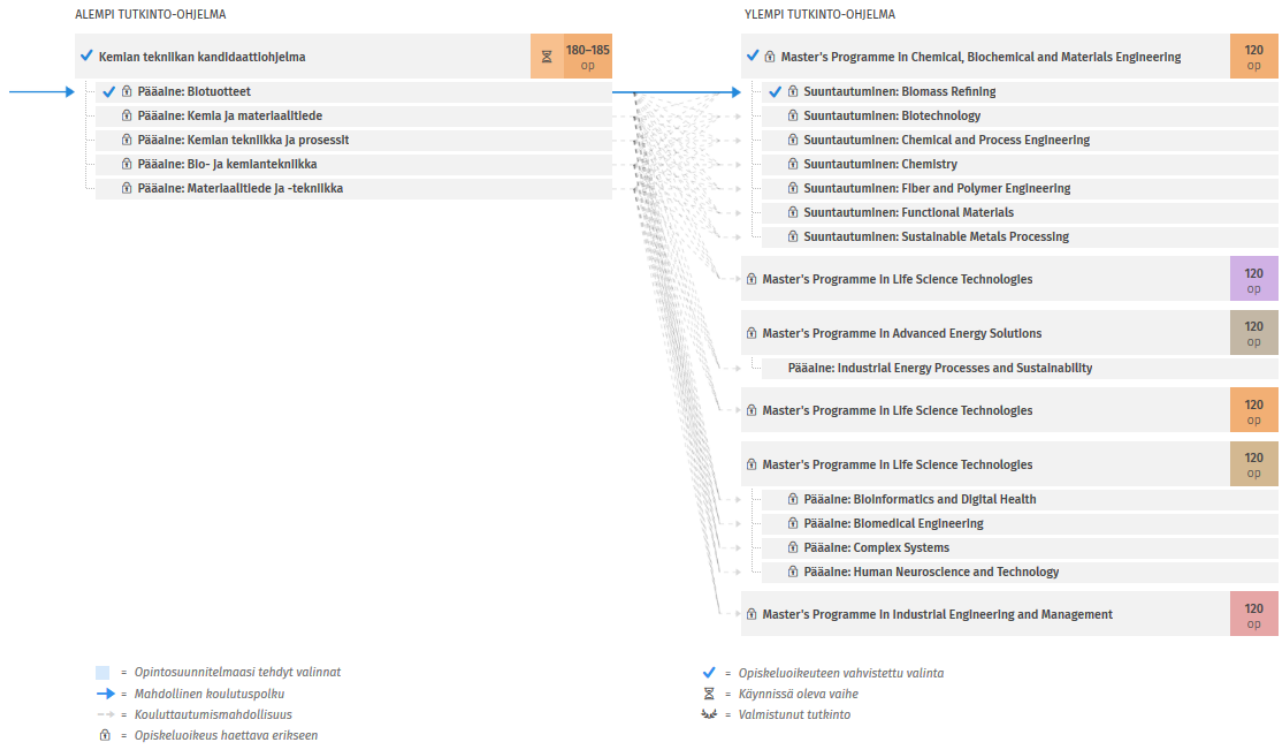 ALEMPI TUTKINTO-OHJELMA
Kemian tekniikan kandidaattiohjelma
180–185
op
Pääaine: Biotuotteet
Pääaine: Kemia ja materiaalitiede
Pääaine: Kemian tekniikka ja prosessit
Pääaine: Bio- ja kemiantekniikka
Pääaine: Materiaalitiede ja -tekniikka
YLEMPI TUTKINTO-OHJELMA
Master's Programme in Chemical, Biochemical and Materials Engineering
120
op
Suuntautuminen: Biomass Refining
Suuntautuminen: Biotechnology
Suuntautuminen: Chemical and Process Engineering
Suuntautuminen: Chemistry
Suuntautuminen: Fiber and Polymer Engineering
Suuntautuminen: Functional Materials
Suuntautuminen: Sustainable Metals Processing
Master's Programme in Life Science Technologies
120
op
Master's Programme in Advanced Energy Solutions
120
op
Pääaine: Industrial Energy Processes and Sustainability
Master's Programme in Life Science Technologies
120
op
Master's Programme in Life Science Technologies
120
op
Pääaine: Bioinformatics and Digital Health
Pääaine: Biomedical Engineering
Pääaine: Complex Systems
Pääaine: Human Neuroscience and Technology
Master's Programme in Industrial Engineering and Management
120
op
= Opintosuunnitelmaasi tehdyt valinnat
= Mahdollinen koulutuspolku
= Kouluttautumismahdollisuus
= Opiskeluoikeus haettava erikseen
= Opiskeluoikeuteen vahvistettu valinta
= Käynnissä oleva vaihe
= Valmistunut tutkinto